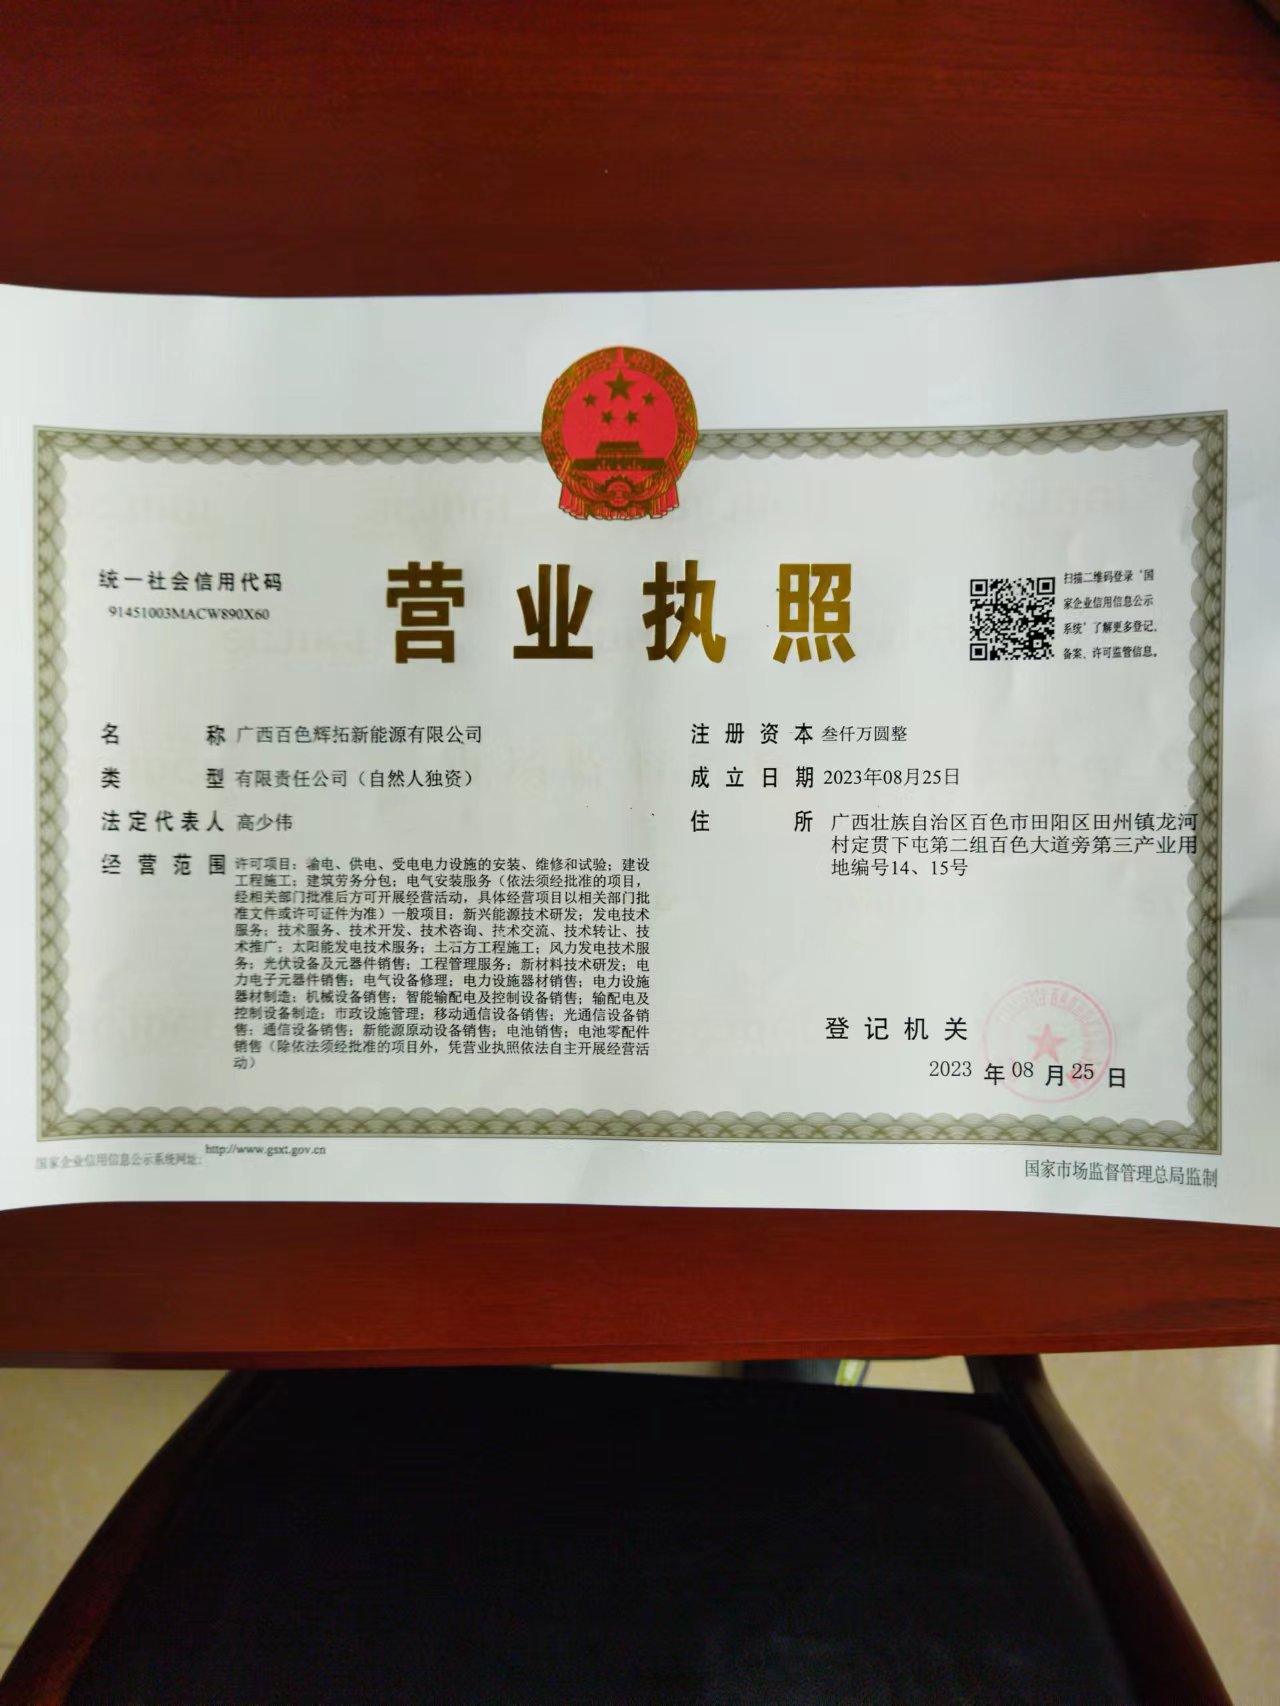 统一社会信用代码
91451003MACW890X60
营业执照
扫描二维码登录‘国
家企业信用信息公示
系统’了解更多登记、
备案、许可监管信息。
名称 广西百色辉拓新能源有限公司
类型 有限责任公司（自然人独资）
法定代表人 高少伟
经营范围 许可项目：输电、供电、受电电力设施的安装、维修和试验；建设
工程施工；建筑劳务分包；电气安装服务（依法须经批准的项目，
经相关部门批准后方可开展经营活动，具体经营项目以相关部门批
准文件或许可证件为准）一般项目：新兴能源技术研发；发电技术
服务；技术服务、技术开发、技术咨询、技术交流、技术转让、技
术推广；太阳能发电技术服务；土石方工程施工；风力发电技术服
务；光伏设备及元器件销售；工程管理服务；新材料技术研发；电
力电子元器件销售；电气设备修理；电力设施器材销售；电力设施
器材制造；机械设备销售；智能输配电及控制设备销售；输配电及
控制设备制造；市政设施管理；移动通信设备销售；光通信设备销
售；通信设备销售；新能源原动设备销售；电池销售；电池零配件
销售（除依法须经批准的项目外，凭营业执照依法自主开展经营活
动）
注册资本 叁仟万圆整
成立日期 2023年08月25日
住所 广西壮族自治区百色市田阳区田州镇龙河
村定贯下屯第二组百色大道旁第三产业用
地编号14、15号
登记机关
2023年08月25日
国家企业信用信息公示系统网址：http://www.gsxt.gov.cn
国家市场监督管理总局监制